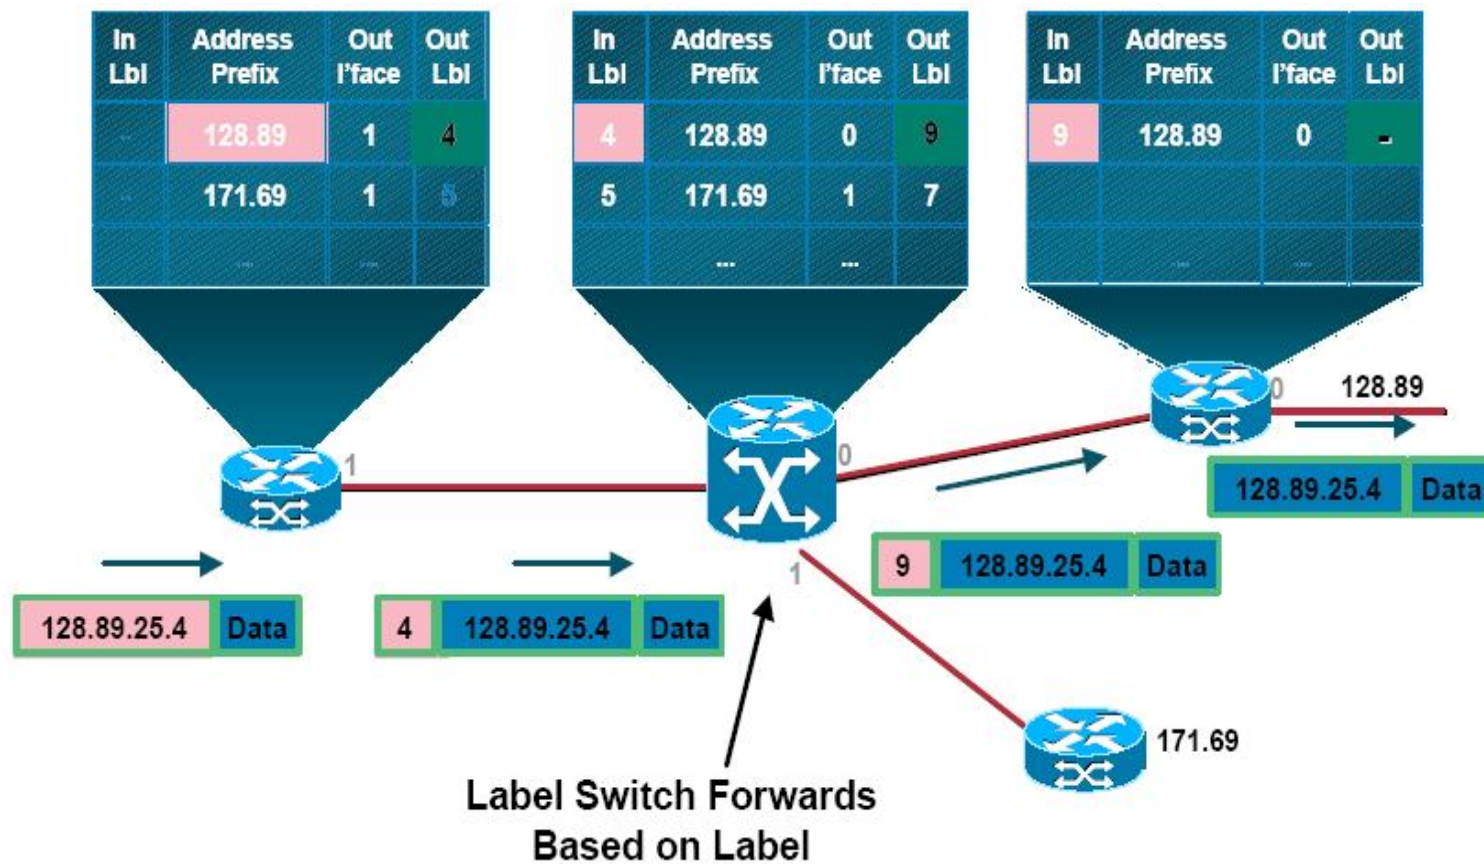 In Lbl Address Prefix Out I'face Out Lbl
-- 128.89 1 4
-- 171.69 1 5
... ...
In Lbl Address Prefix Out I'face Out Lbl
4 128.89 0 9
5 171.69 1 7
... ...
In Lbl Address Prefix Out I'face Out Lbl
9 128.89 0 -
... ...
0
128.89
1
0
128.89.25.4 Data
1
9 128.89.25.4 Data
128.89.25.4 Data
4 128.89.25.4 Data
171.69
Label Switch Forwards
Based on Label